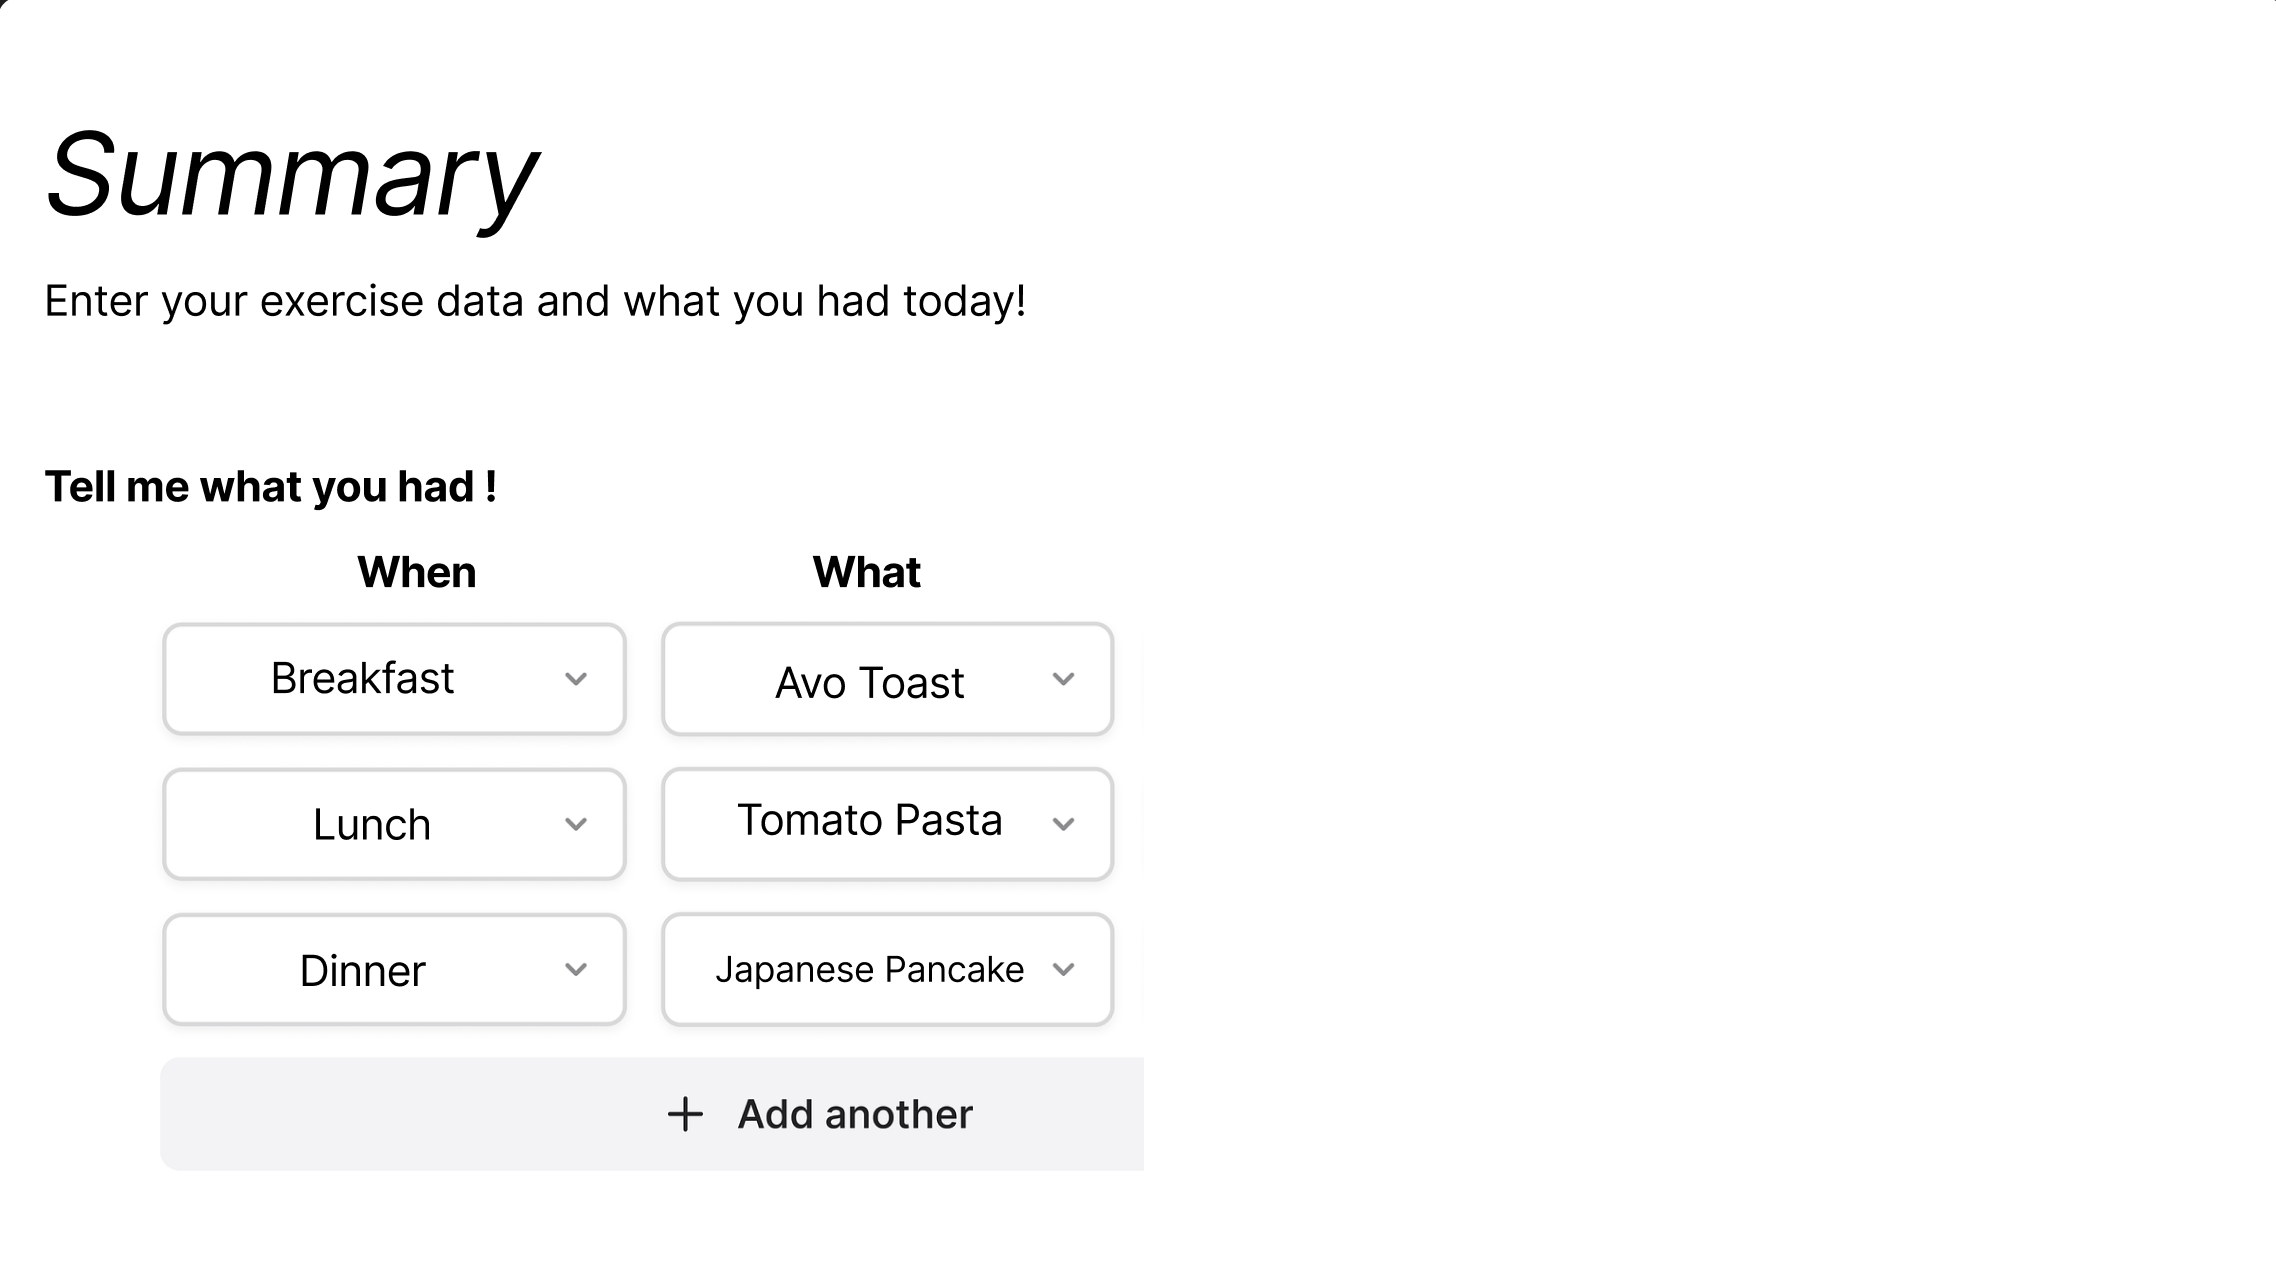 Summary
Enter your exercise data and what you had today!
Tell me what you had !
When What
Breakfast Avo Toast
Lunch Tomato Pasta
Dinner Japanese Pancake
+ Add another